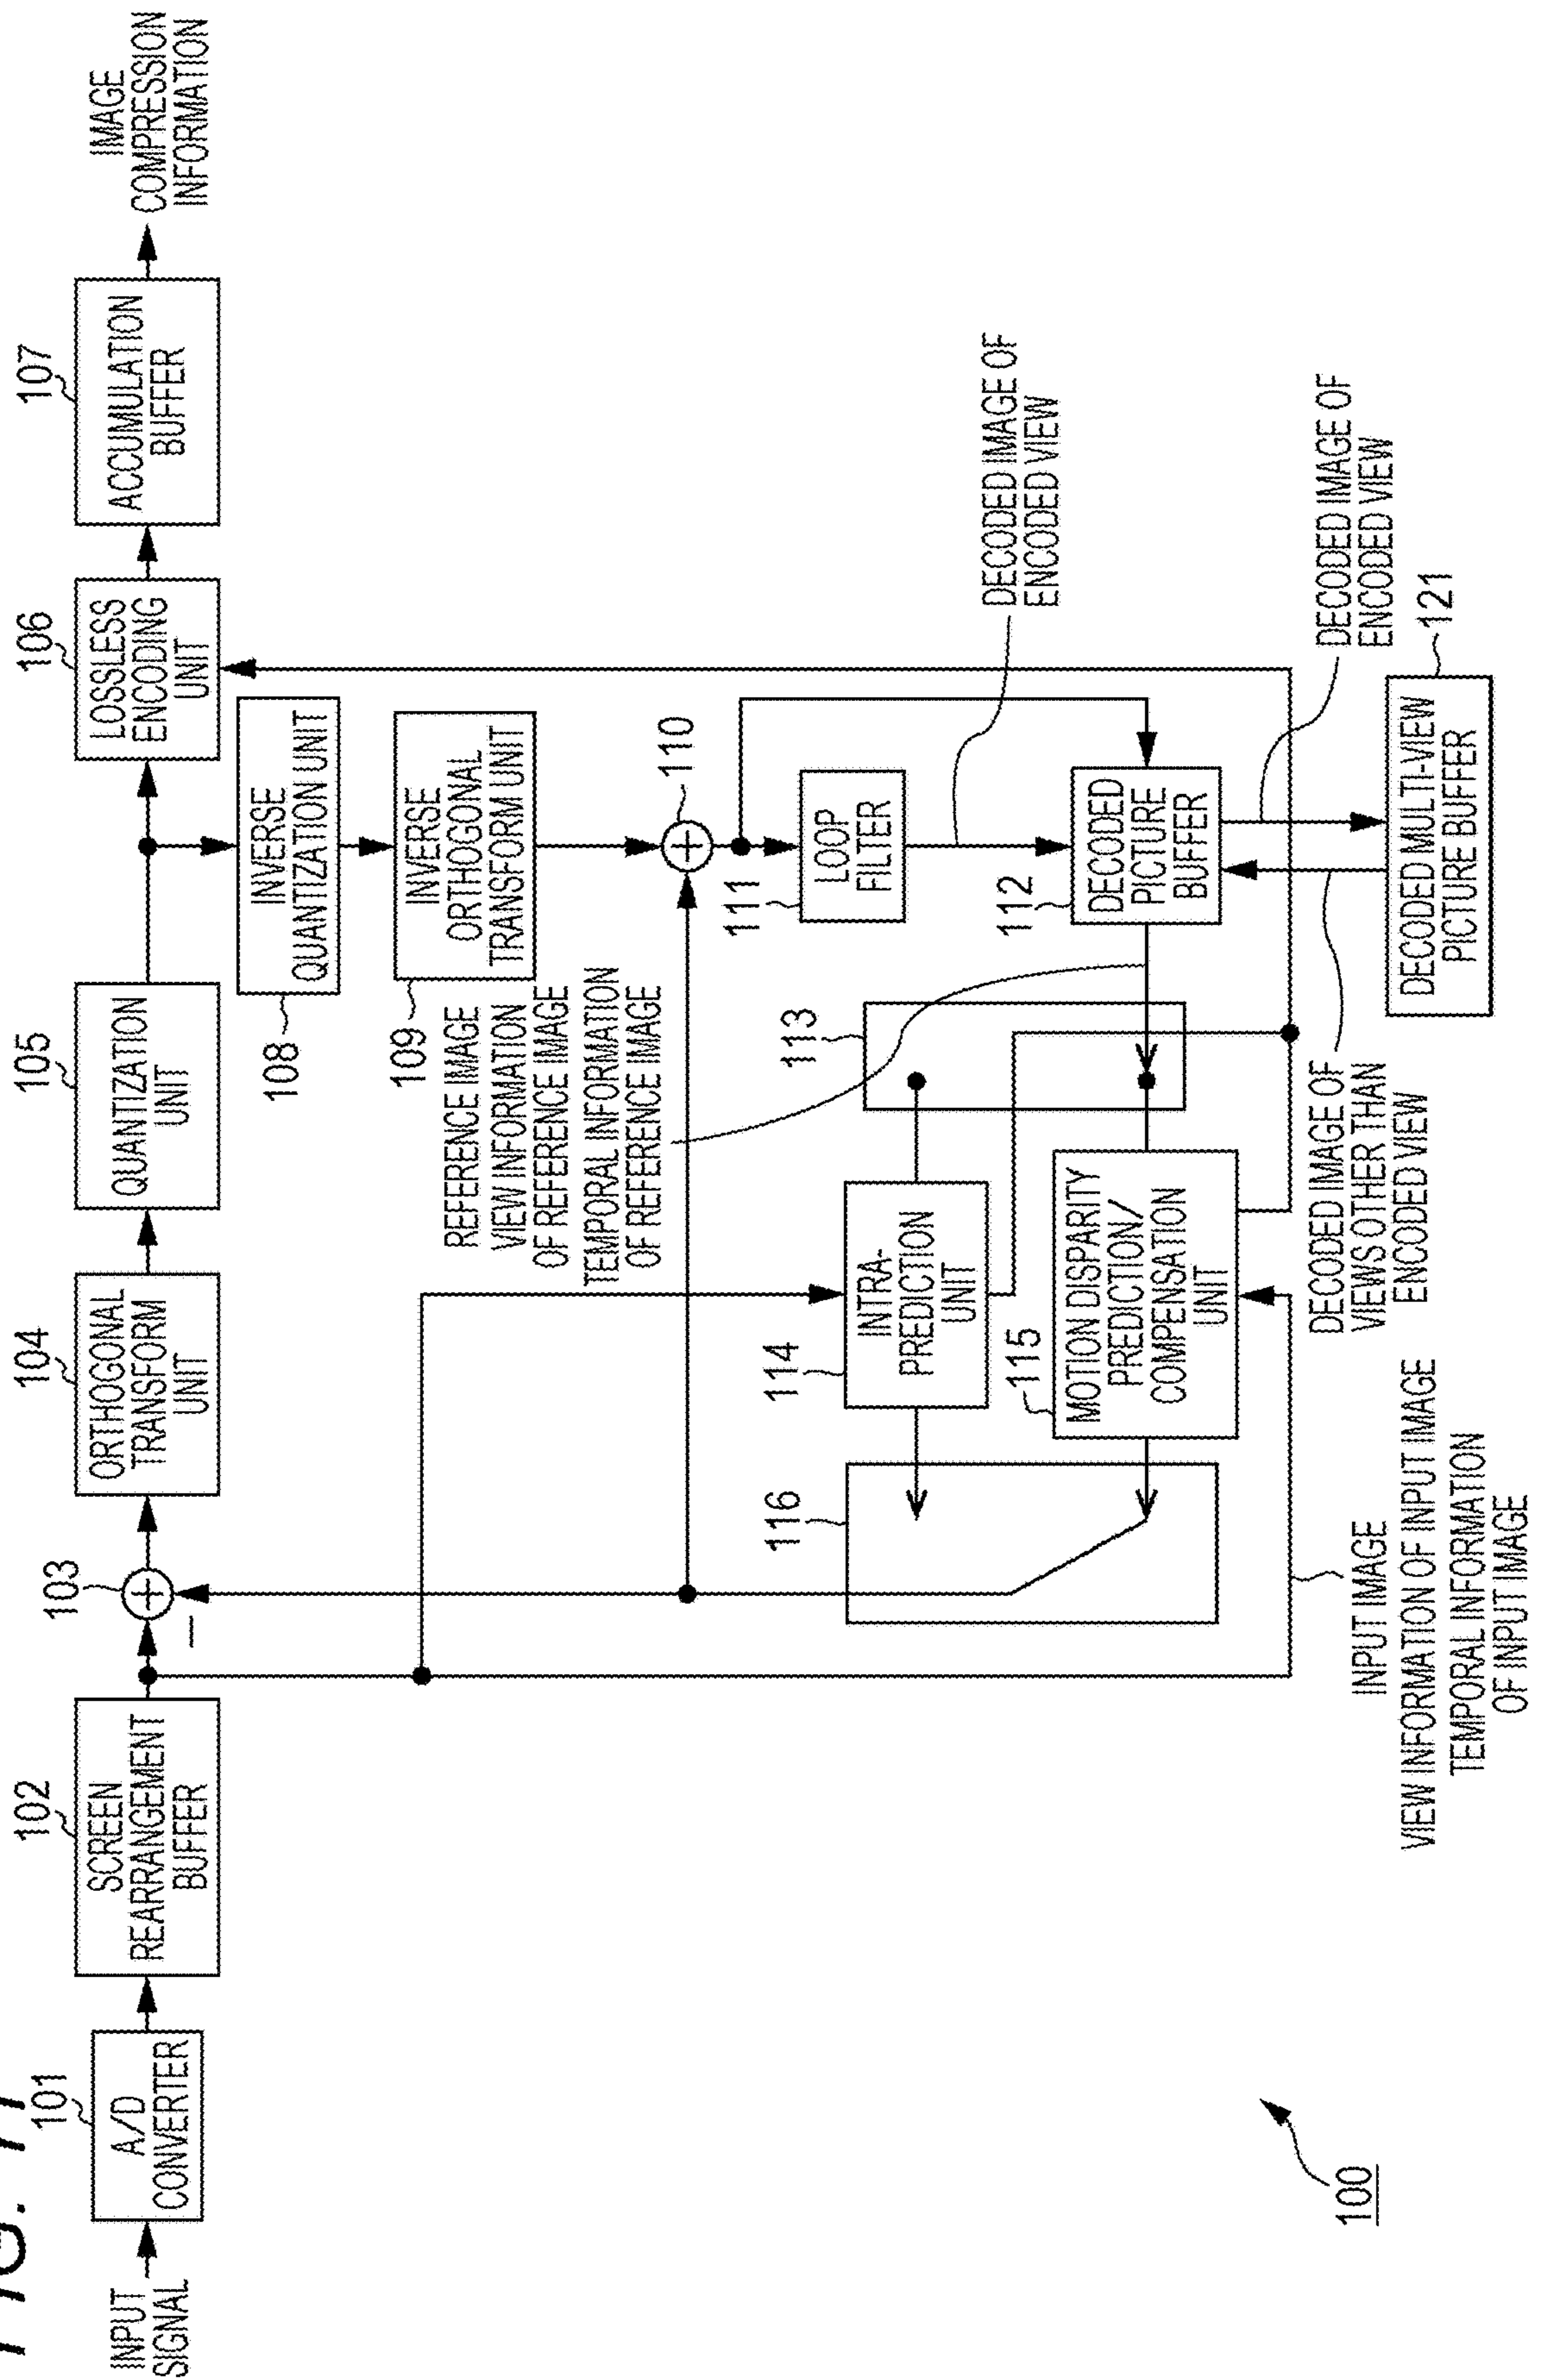 FIG. 11
INPUT
SIGNAL
101
A/D
CONVERTER
102
SCREEN
REARRANGEMENT
BUFFER
103
–
104
ORTHOGONAL
TRANSFORM
UNIT
105
QUANTIZATION
UNIT
106
LOSSLESS
ENCODING
UNIT
107
ACCUMULATION
BUFFER
IMAGE
COMPRESSION
INFORMATION
108
INVERSE
QUANTIZATION UNIT
109
INVERSE
ORTHOGONAL
TRANSFORM UNIT
REFERENCE IMAGE
VIEW INFORMATION
OF REFERENCE IMAGE
TEMPORAL INFORMATION
OF REFERENCE IMAGE
110
111
LOOP
FILTER
DECODED IMAGE OF
ENCODED VIEW
112
DECODED
PICTURE
BUFFER
113
114
INTRA-
PREDICTION
UNIT
115
MOTION DISPARITY
PREDICTION/
COMPENSATION
UNIT
116
DECODED IMAGE OF
ENCODED VIEW
121
DECODED MULTI-VIEW
PICTURE BUFFER
DECODED IMAGE OF
VIEWS OTHER THAN
ENCODED VIEW
INPUT IMAGE
VIEW INFORMATION OF INPUT IMAGE
TEMPORAL INFORMATION
OF INPUT IMAGE
100